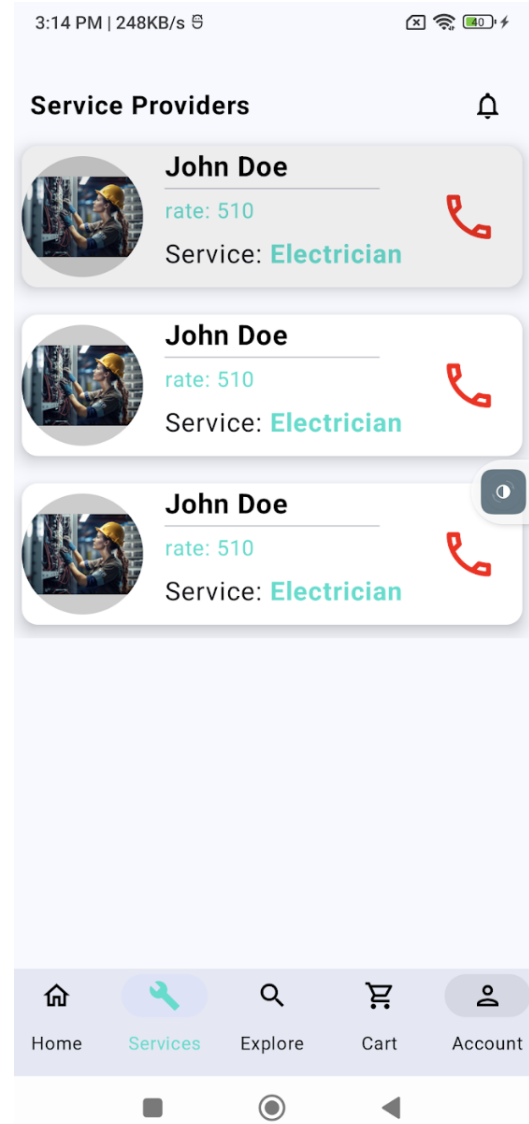 3:14 PM | 248KB/s
40
Service Providers
John Doe
rate: 510
Service: Electrician
John Doe
rate: 510
Service: Electrician
John Doe
rate: 510
Service: Electrician
Home Services Explore Cart Account